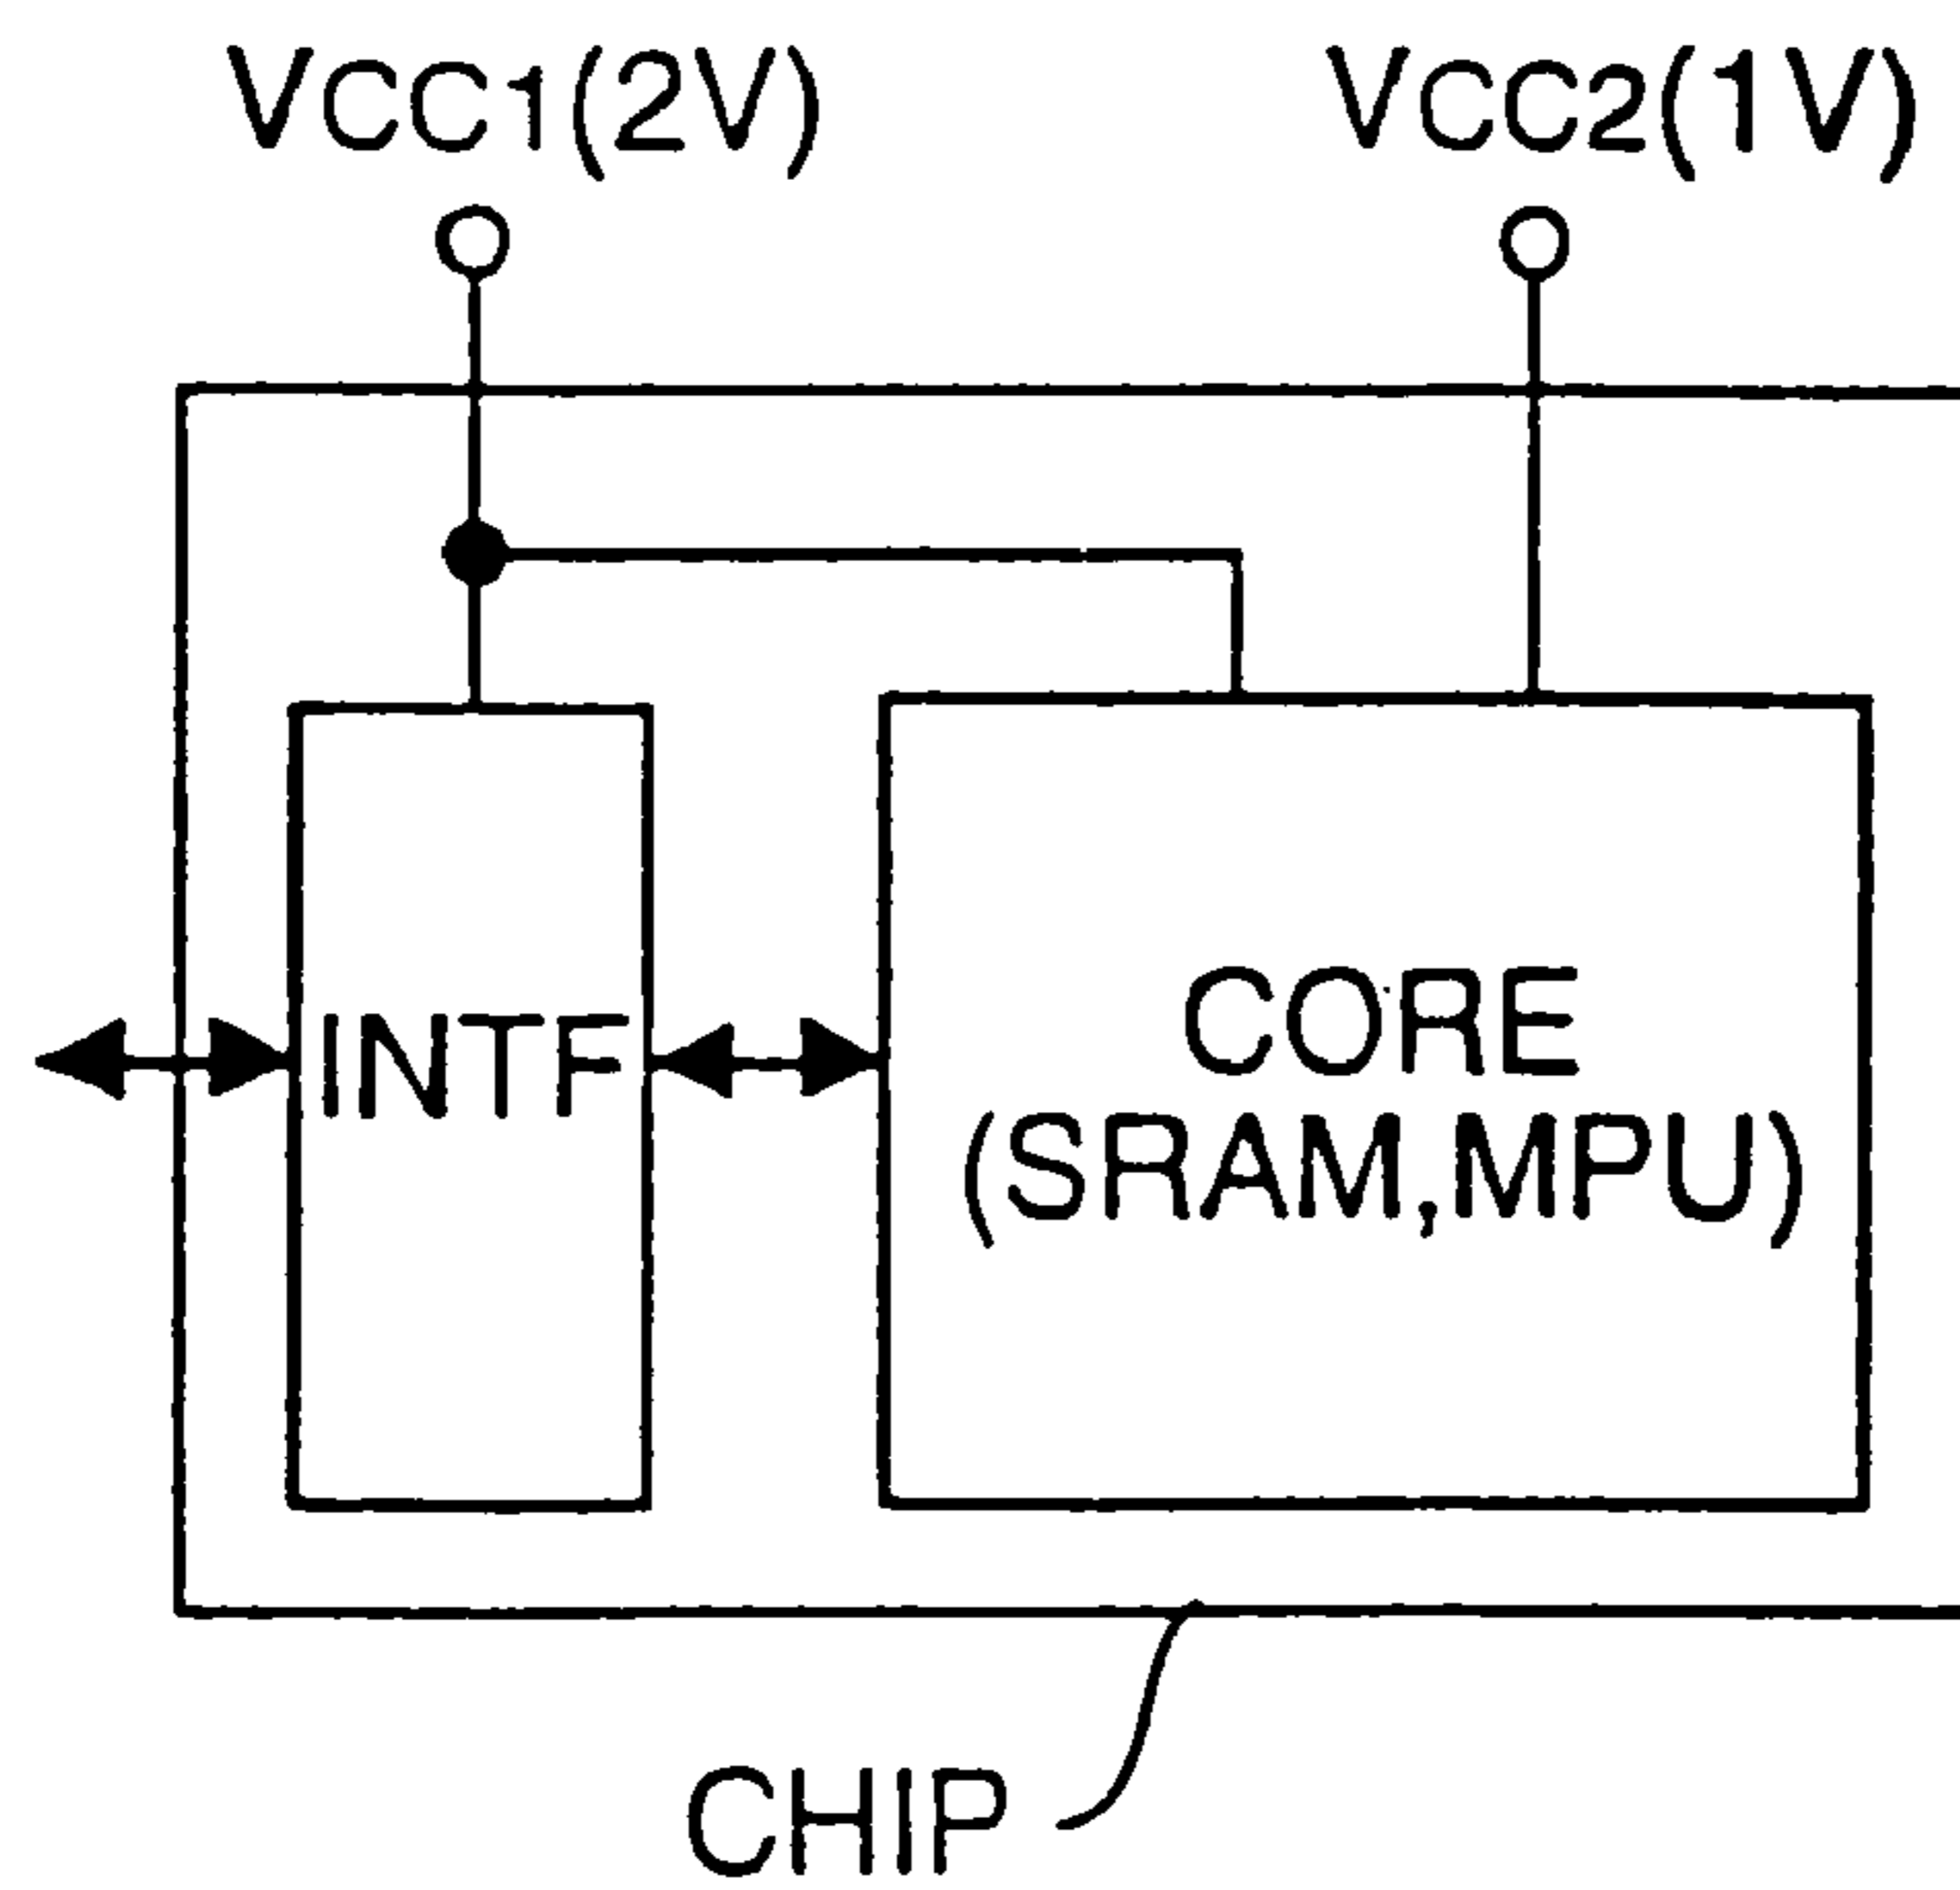 VCC1(2V)
VCC2(1V)
INTF
CORE
(SRAM,MPU)
CHIP